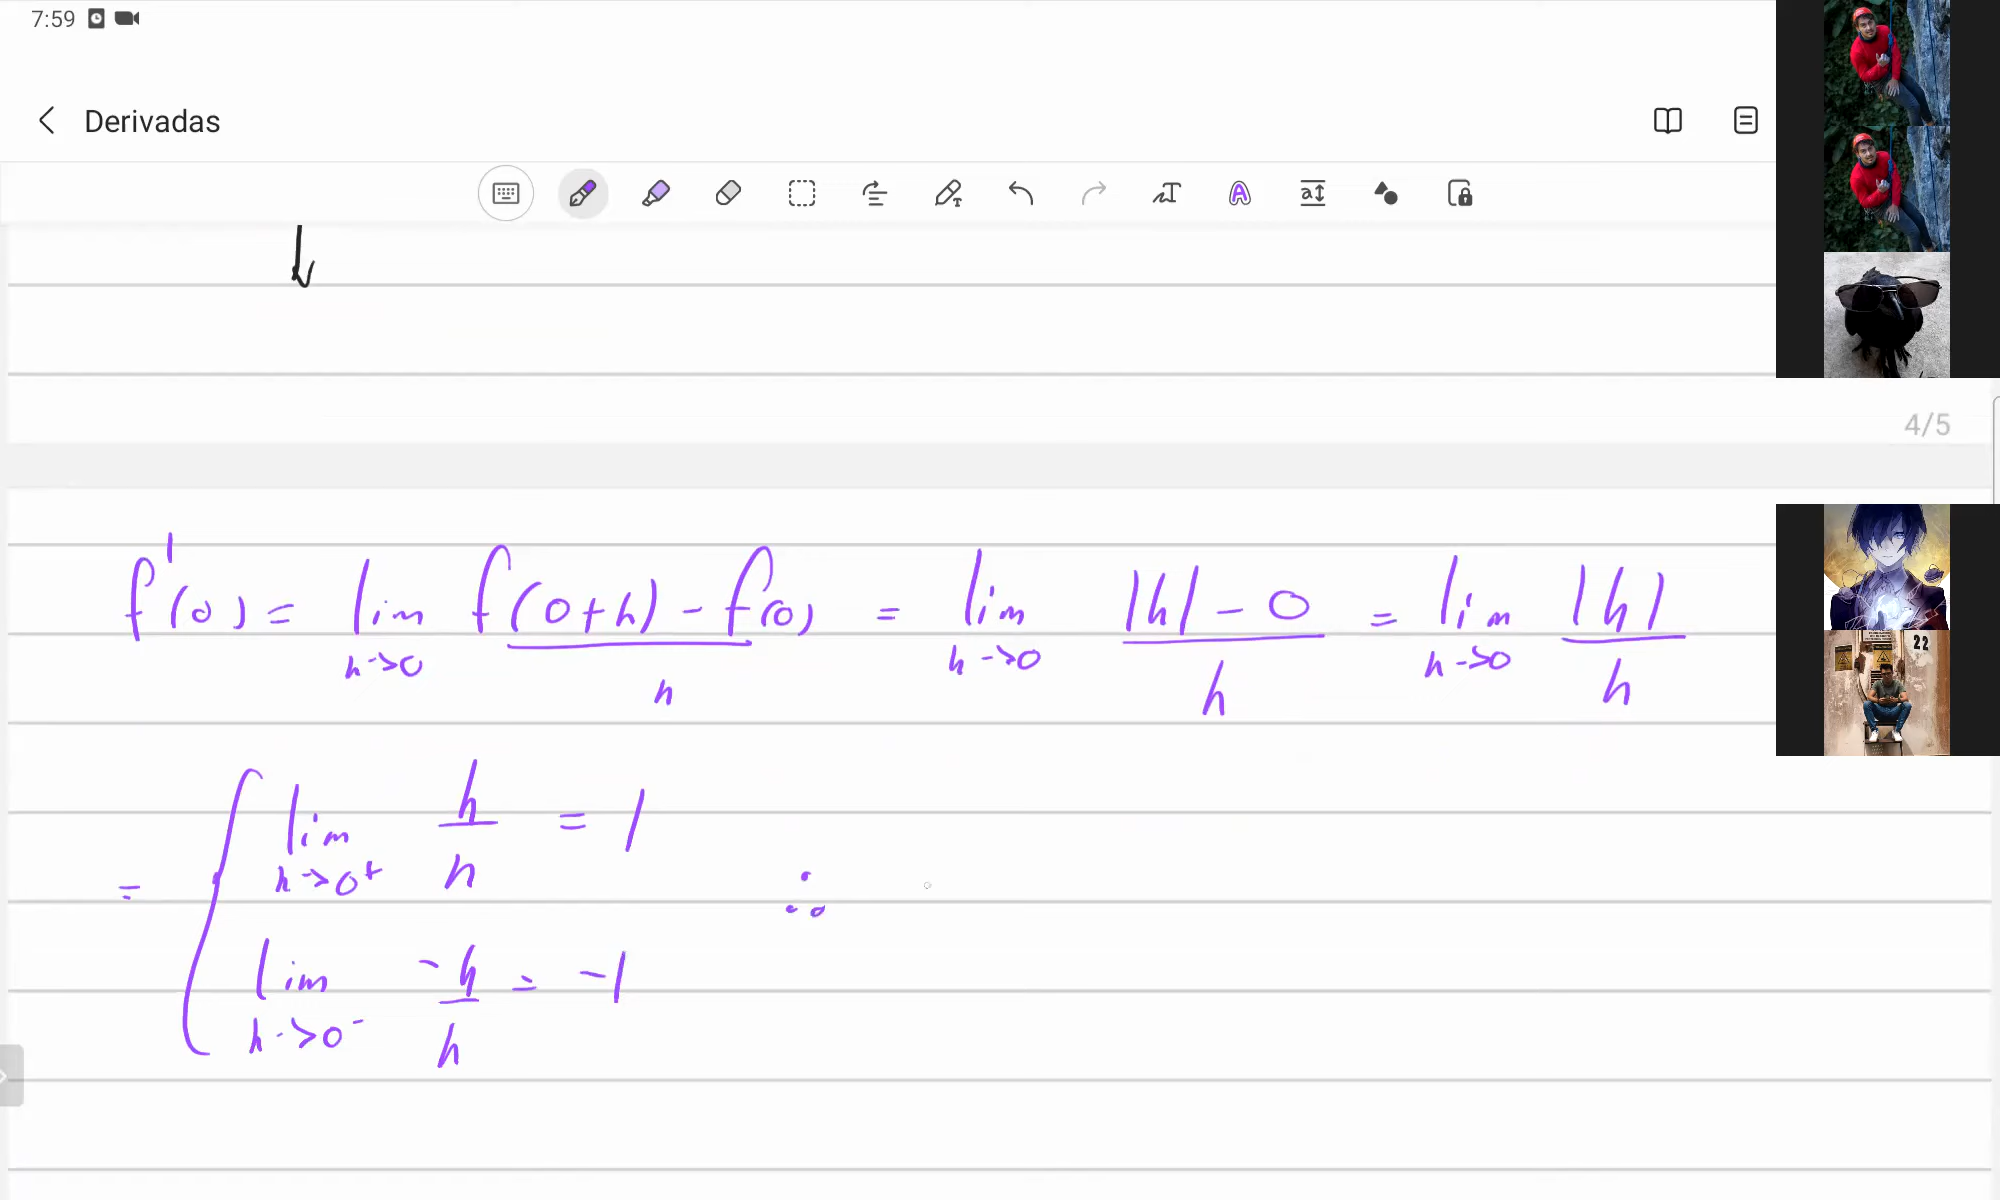 7:59
Derivadas
4/5
f'(0) = lim h->0 f(0+h) - f(0) / h = lim h->0 |h| - 0 / h = lim h->0 |h| / h
= { lim h->0+ h/h = 1
∴
lim h->0- -h/h = -1
22